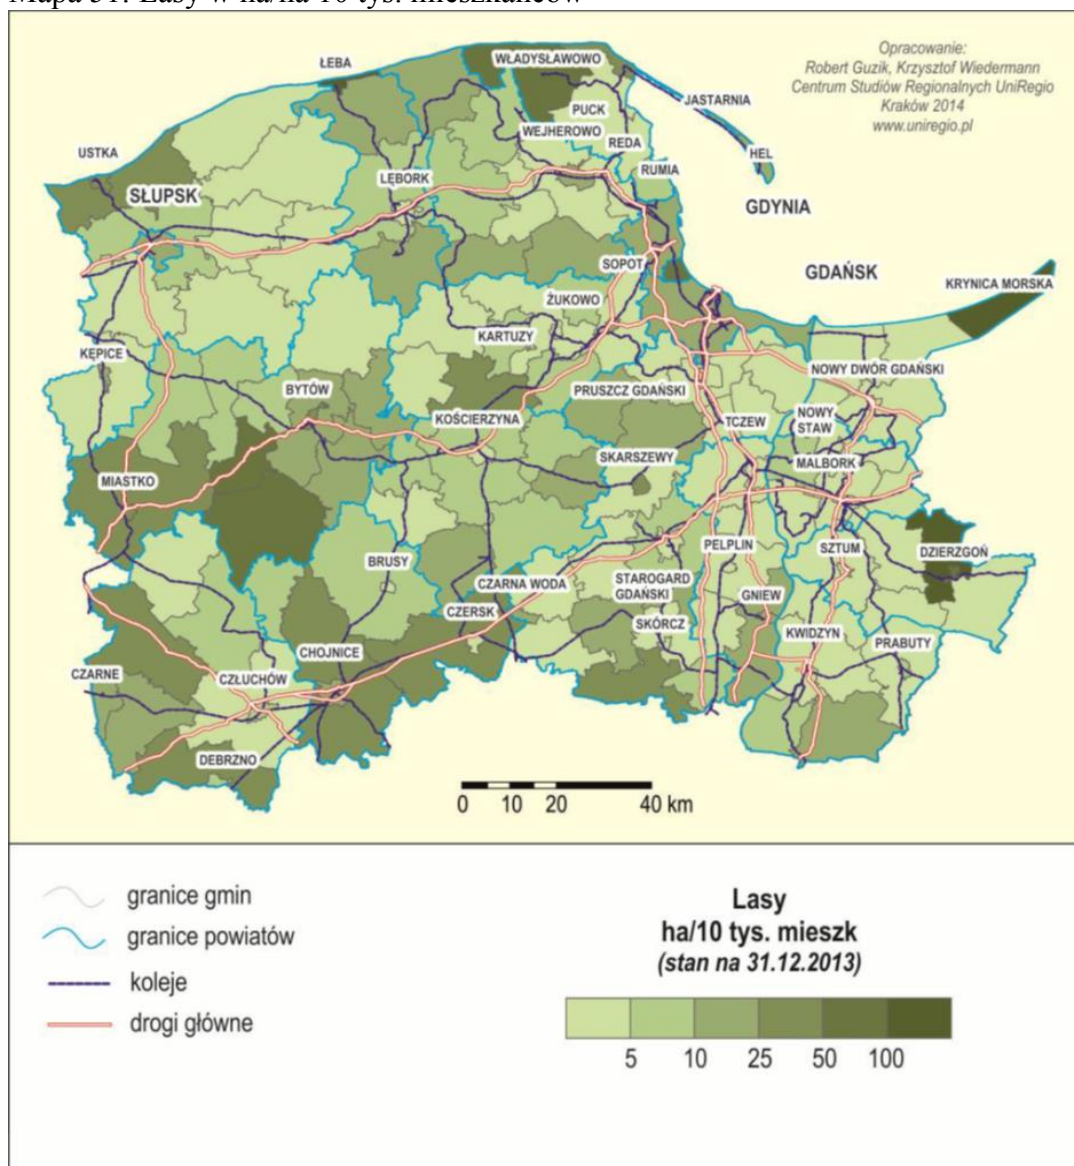 Mapa 31. Lasy w ha/na 10 tys. mieszkańców
Opracowanie:
Robert Guzik, Krzysztof Wiedermann
Centrum Studiów Regionalnych UniRegio
Kraków 2014
www.uniregio.pl
ŁEBA
WŁADYSŁAWOWO
JASTARNIA
PUCK
WEJHEROWO
REDA
HEL
USTKA
RUMIA
LĘBORK
SŁUPSK
GDYNIA
SOPOT
GDAŃSK
KRYNICA MORSKA
ŻUKOWO
KARTUZY
KĘPICE
NOWY DWÓR GDAŃSKI
BYTÓW
PRUSZCZ GDAŃSKI
KOŚCIERZYNA
TCZEW
NOWY
STAW
SKARSZEWY
MALBORK
MIASTKO
PELPLIN
SZTUM
DZIERZGOŃ
BRUSY
CZARNA WODA
STAROGARD
GDAŃSKI
GNIEW
CZERSK
SKÓRCZ
KWIDZYN
PRABUTY
CHOJNICE
CZARNE
CZŁUCHÓW
DEBRZNO
0 10 20 40 km
granice gmin
granice powiatów
koleje
drogi główne
Lasy
ha/10 tys. mieszk
(stan na 31.12.2013)
5 10 25 50 100